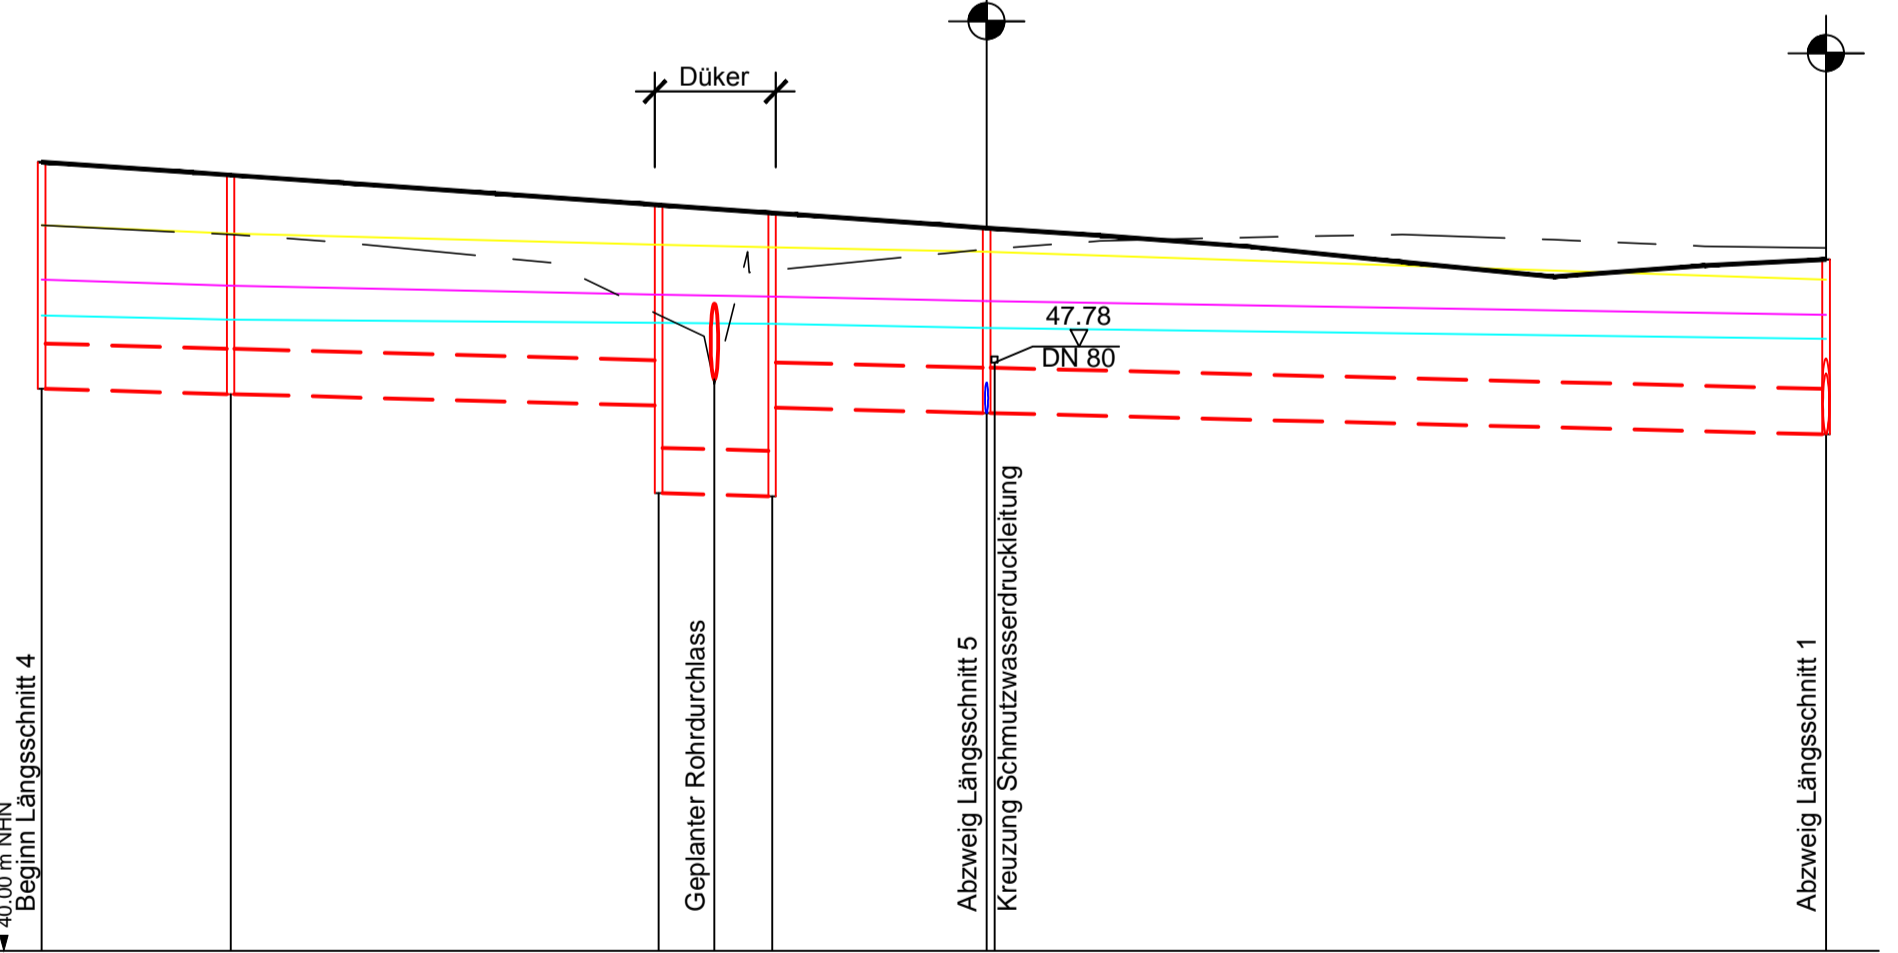 Düker
47.78
DN 80
40.00 m NHN
Beginn Längsschnitt 4
Geplanter Rohrdurchlass
Abzweig Längsschnitt 5
Kreuzung Schmutzwasserdruckleitung
Abzweig Längsschnitt 1